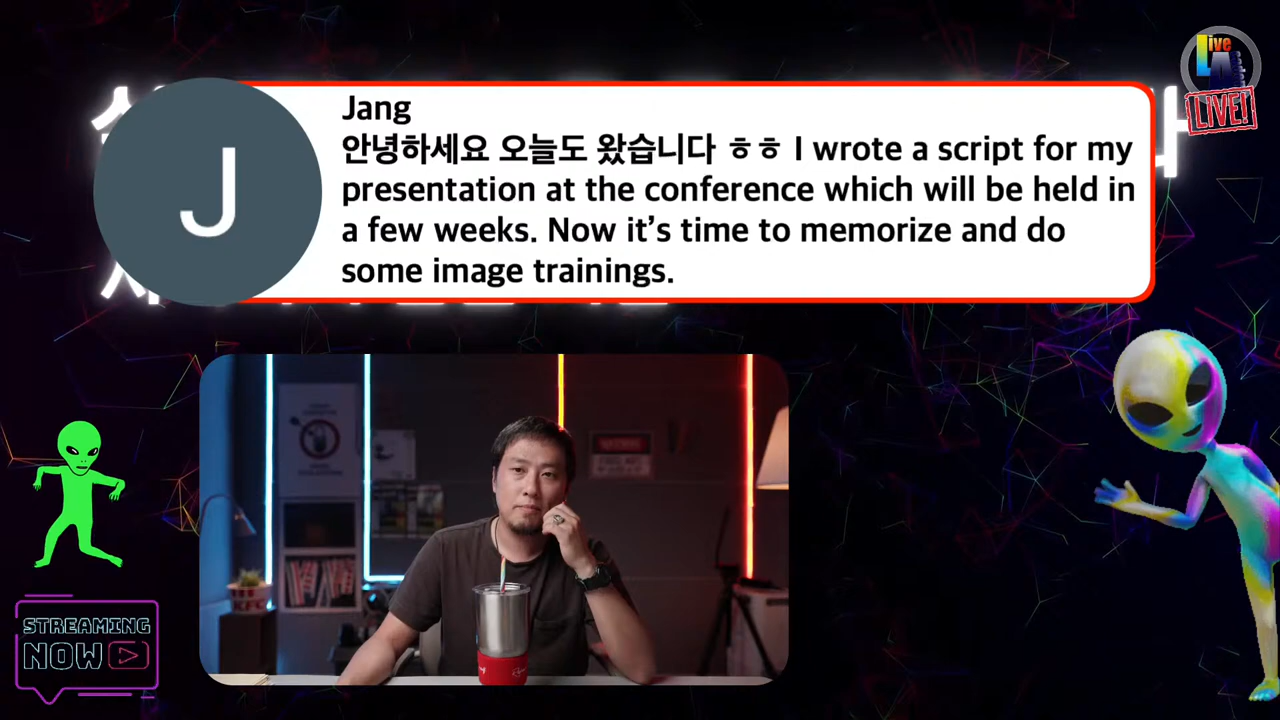 Jang
안녕하세요 오늘도 왔습니다 ㅎㅎ I wrote a script for my
presentation at the conference which will be held in
a few weeks. Now it's time to memorize and do
some image trainings.
J
Live
LIVE!
KFC
STREAMING
NOW